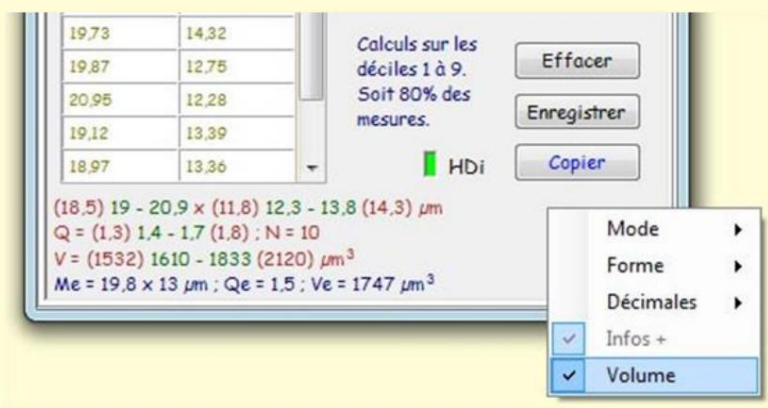 19,73 14,32
19,87 12,75
20,95 12,28
19,12 13,39
18,97 13,36
Calculs sur les
déciles 1 à 9.
Soit 80% des
mesures.
HDi
Effacer
Enregistrer
Copier
(18,5) 19 - 20,9 x (11,8) 12,3 - 13,8 (14,3) µm
Q = (1,3) 1,4 - 1,7 (1,8) ; N = 10
V = (1532) 1610 - 1833 (2120) µm³
Me = 19,8 x 13 µm ; Qe = 1,5 ; Ve = 1747 µm³
Mode
Forme
Décimales
Infos +
Volume